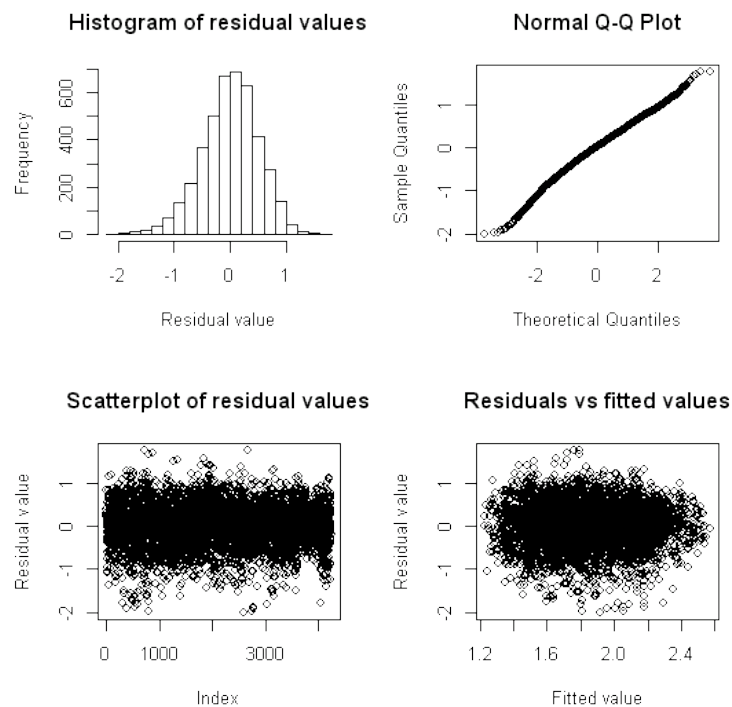 Histogram of residual values
Frequency
0 200 400 600
-2 -1 0 1
Residual value
Normal Q-Q Plot
Sample Quantiles
-2 -1 0 1
-2 0 2
Theoretical Quantiles
Scatterplot of residual values
Residual value
-2 -1 0 1
0 1000 3000
Index
Residuals vs fitted values
Residual value
-2 -1 0 1
1.2 1.6 2.0 2.4
Fitted value